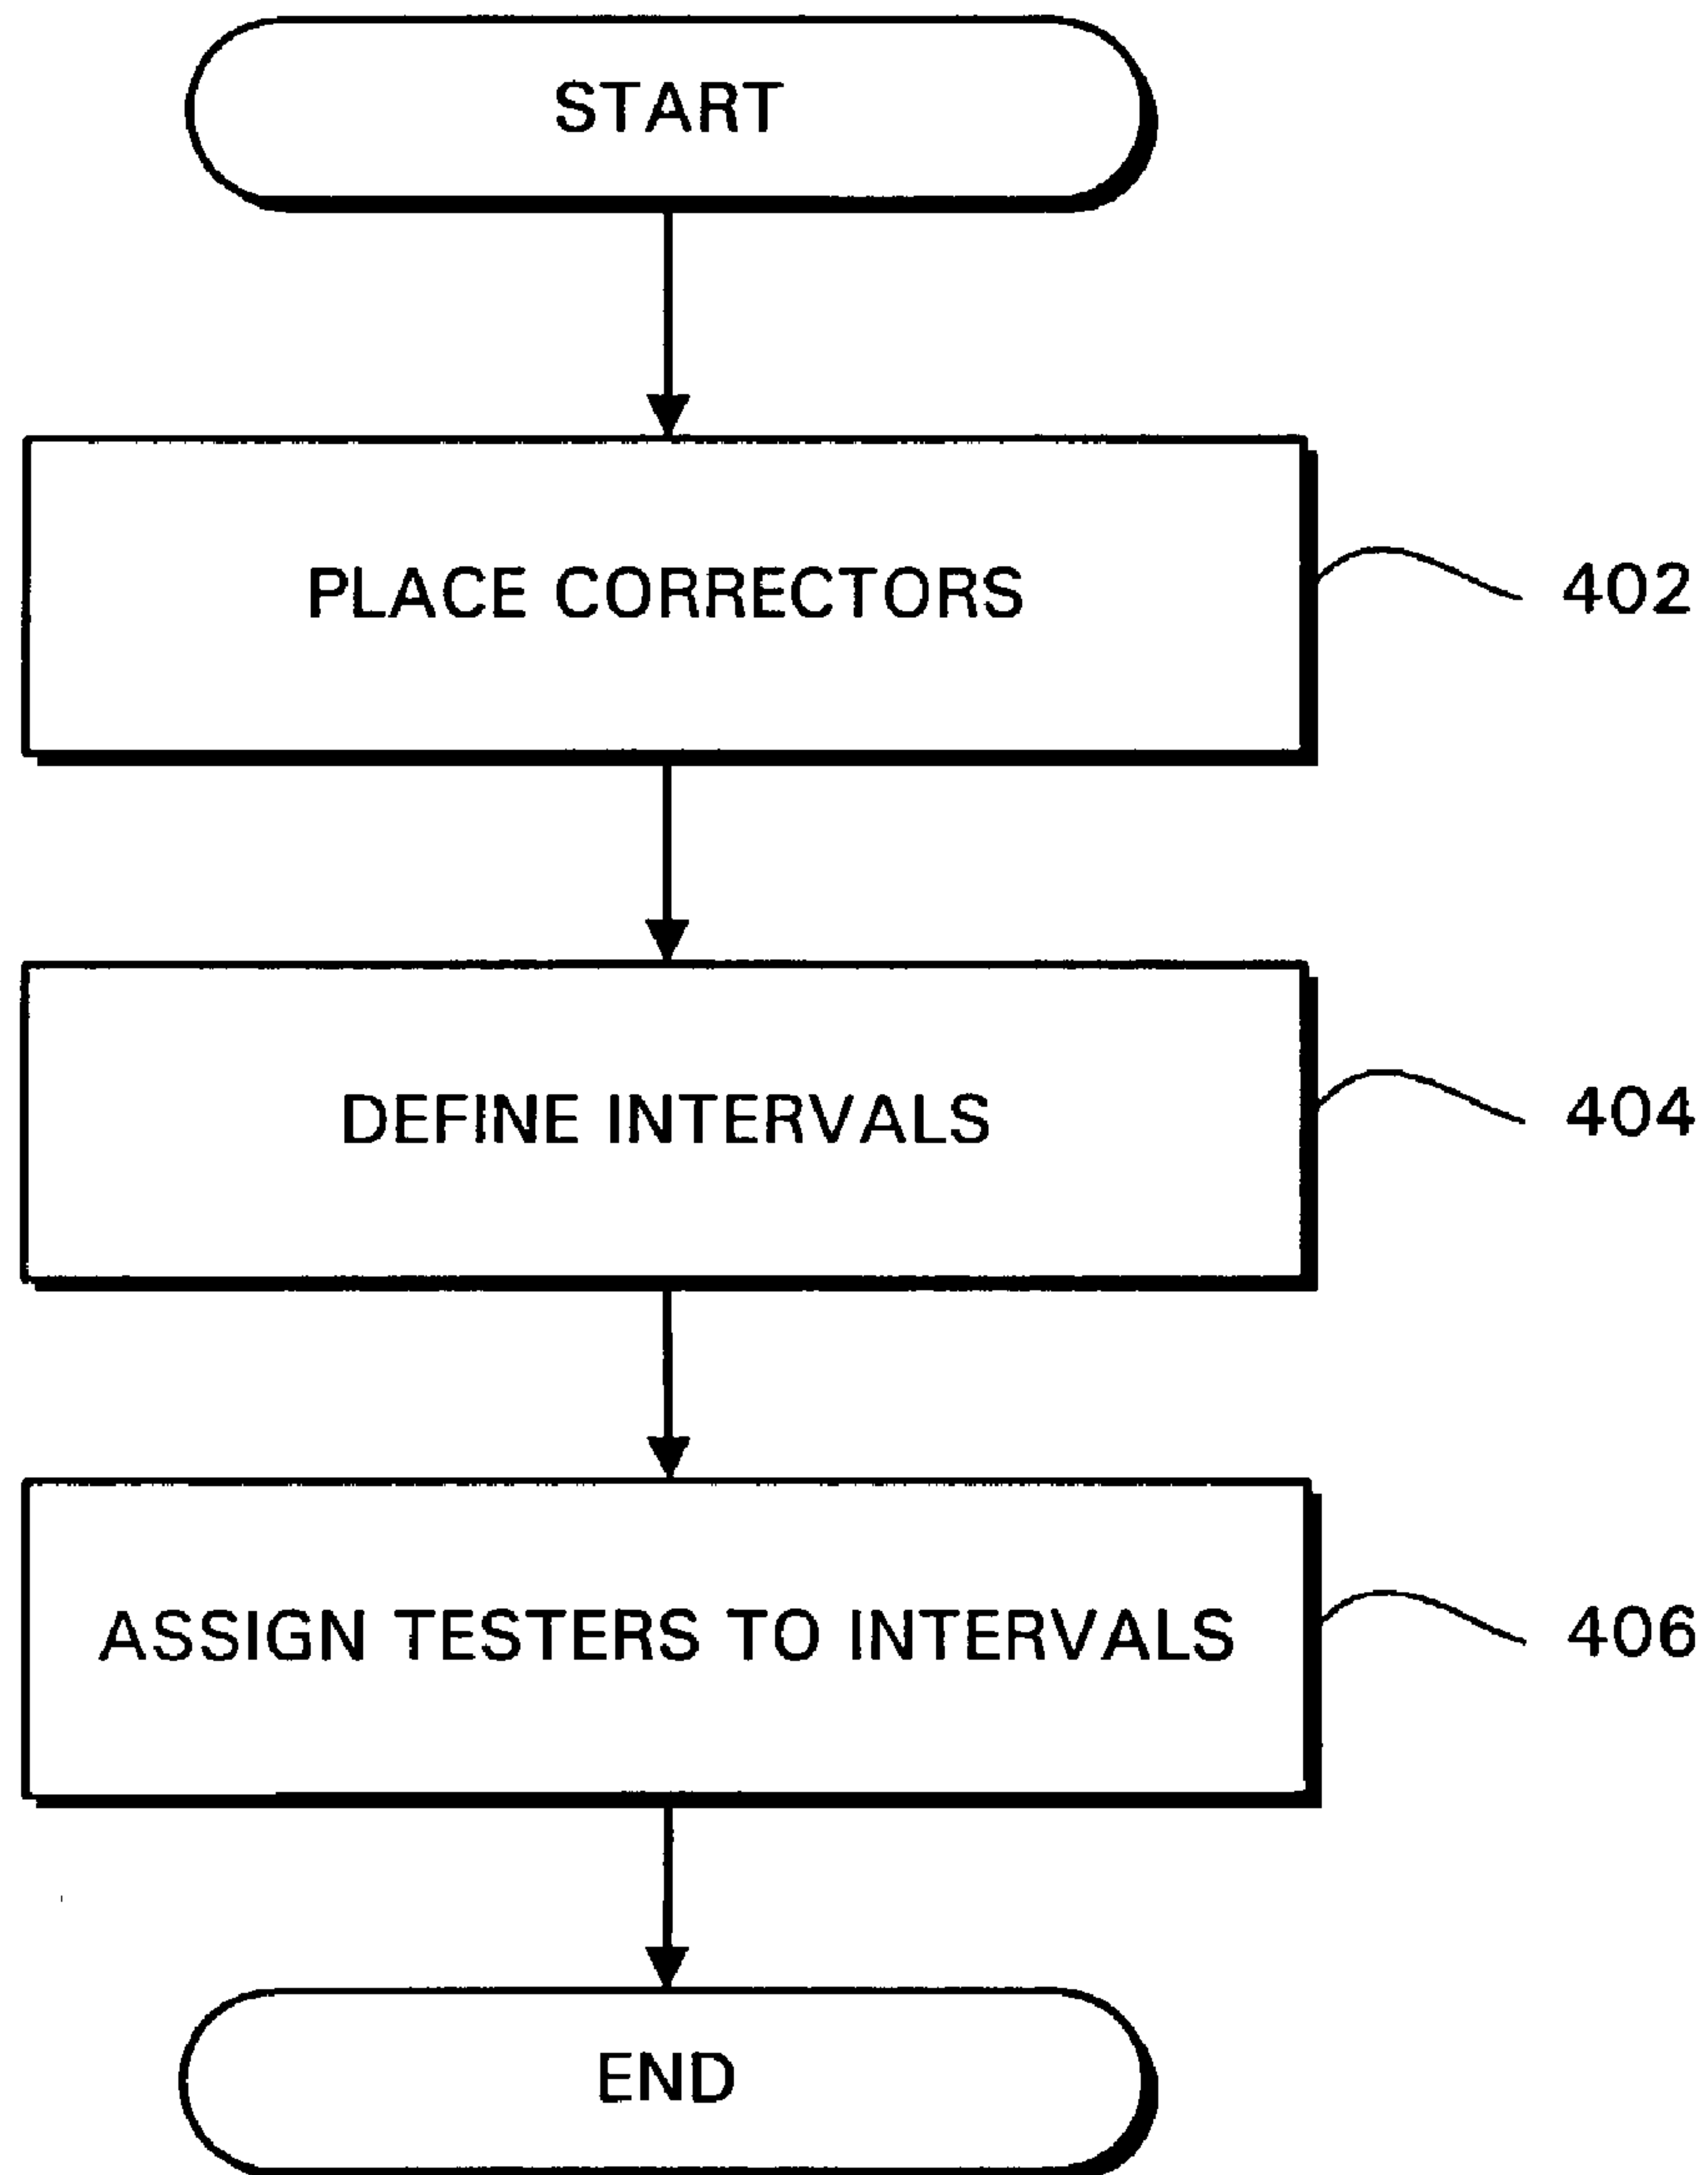 START
PLACE CORRECTORS
402
DEFINE INTERVALS
404
ASSIGN TESTERS TO INTERVALS
406
END